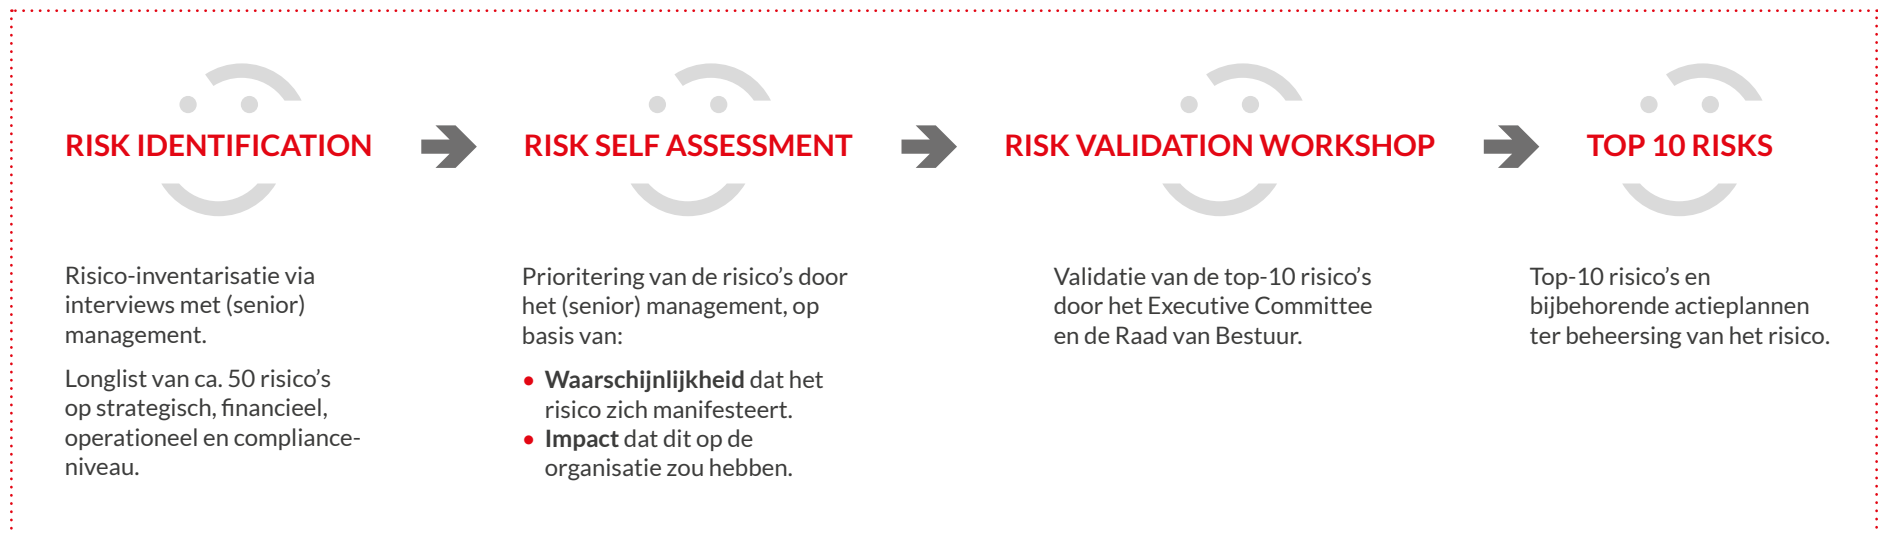 RISK IDENTIFICATION
Risico-inventarisatie via
interviews met (senior)
management.
Longlist van ca. 50 risico’s
op strategisch, financieel,
operationeel en compliance-
niveau.
RISK SELF ASSESSMENT
Prioritering van de risico’s door
het (senior) management, op
basis van:
• Waarschijnlijkheid dat het
risico zich manifesteert.
• Impact dat dit op de
organisatie zou hebben.
RISK VALIDATION WORKSHOP
Validatie van de top-10 risico’s
door het Executive Committee
en de Raad van Bestuur.
TOP 10 RISKS
Top-10 risico’s en
bijbehorende actieplannen
ter beheersing van het risico.